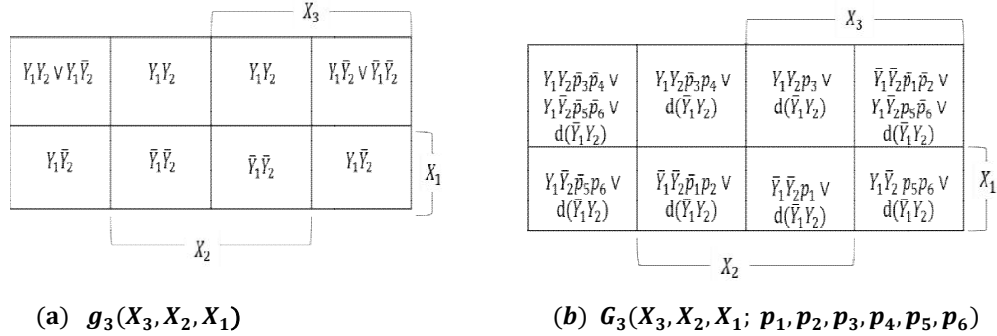 X₃
Y₁Y₂ ∨ Y₁Ȳ₂
Y₁Y₂
Y₁Y₂
Y₁Ȳ₂ ∨ Ȳ₁Ȳ₂
Y₁Ȳ₂
Ȳ₁Ȳ₂
Ȳ₁Ȳ₂
Y₁Ȳ₂
X₁
X₂
(a) g₃(X₃, X₂, X₁)
X₃
Y₁Y₂p̄₃p̄₄ ∨
Y₁Ȳ₂p̄₅p̄₆ ∨
d(Ȳ₁Y₂)
Y₁Y₂p̄₃p₄ ∨
d(Ȳ₁Y₂)
Y₁Y₂p₃ ∨
d(Ȳ₁Y₂)
Ȳ₁Ȳ₂p̄₁p̄₂ ∨
Y₁Ȳ₂p₅p̄₆ ∨
d(Ȳ₁Y₂)
Y₁Ȳ₂p̄₅p₆ ∨
d(Ȳ₁Y₂)
Ȳ₁Ȳ₂p̄₁p₂ ∨
d(Ȳ₁Y₂)
Ȳ₁Ȳ₂p₁ ∨
d(Ȳ₁Y₂)
Y₁Ȳ₂ p₅p₆ ∨
d(Ȳ₁Y₂)
X₁
X₂
(b) G₃(X₃, X₂, X₁; p₁, p₂, p₃, p₄, p₅, p₆)